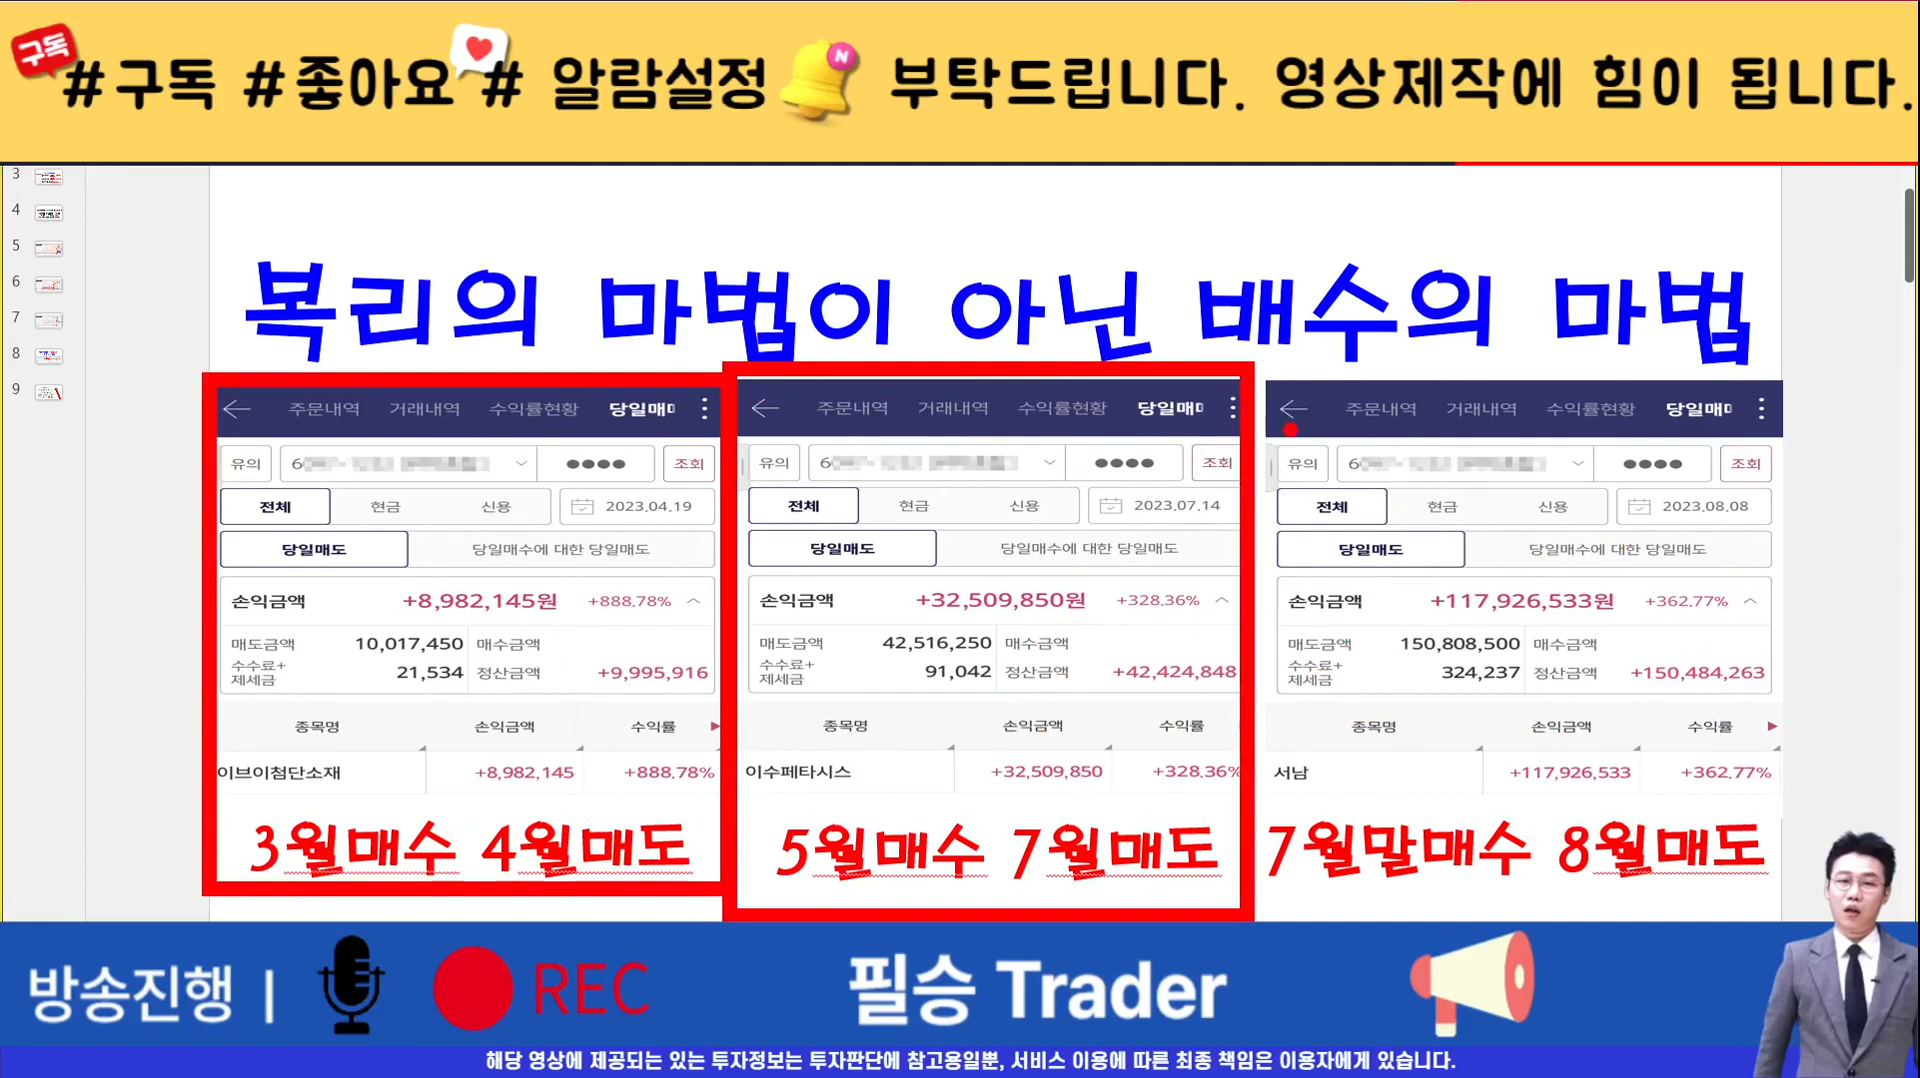 구독
#구독 #좋아요 # 알람설정 N 부탁드립니다. 영상제작에 힘이 됩니다.
3
4
5
6
7
8
9
복리의 마법이 아닌 배수의 마법
주문내역 거래내역 수익률현황 당일매
유의 6 ●●●● 조회
전체 현금 신용 2023.04.19
당일매도 당일매수에 대한 당일매도
손익금액 +8,982,145원 +888.78%
매도금액 10,017,450 매수금액
수수료+
제세금 21,534 정산금액 +9,995,916
종목명 손익금액 수익률
이브이첨단소재 +8,982,145 +888.78%
3월매수 4월매도
주문내역 거래내역 수익률현황 당일매
유의 6 ●●●● 조회
전체 현금 신용 2023.07.14
당일매도 당일매수에 대한 당일매도
손익금액 +32,509,850원 +328.36%
매도금액 42,516,250 매수금액
수수료+
제세금 91,042 정산금액 +42,424,848
종목명 손익금액 수익률
이수페타시스 +32,509,850 +328.36%
5월매수 7월매도
주문내역 거래내역 수익률현황 당일매
유의 6 ●●●● 조회
전체 현금 신용 2023.08.08
당일매도 당일매수에 대한 당일매도
손익금액 +117,926,533원 +362.77%
매도금액 150,808,500 매수금액
수수료+
제세금 324,237 정산금액 +150,484,263
종목명 손익금액 수익률
서남 +117,926,533 +362.77%
7월말매수 8월매도
방송진행 | REC 필승 Trader
해당 영상에 제공되는 있는 투자정보는 투자판단에 참고용일뿐, 서비스 이용에 따른 최종 책임은 이용자에게 있습니다.